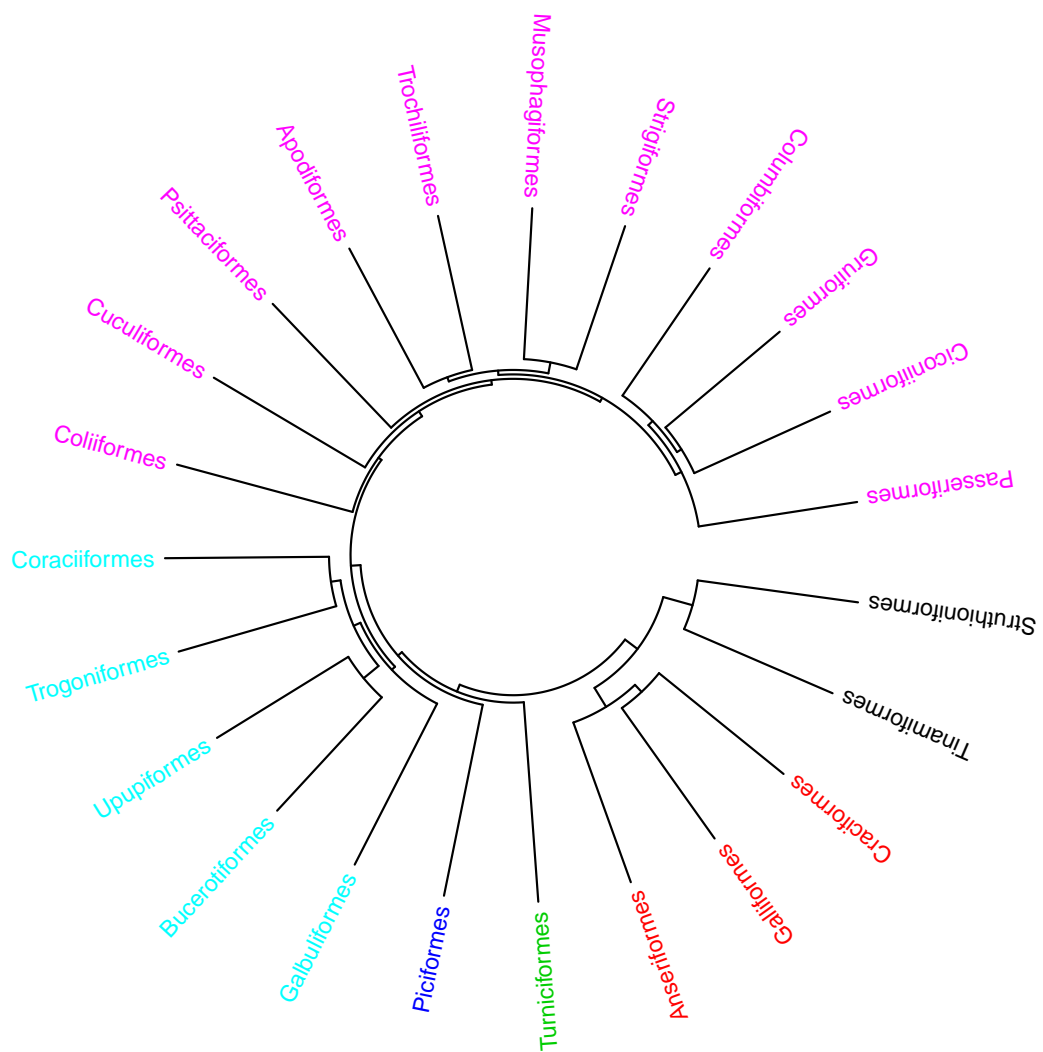 Musophagiformes
Strigiformes
Columbiformes
Gruiformes
Ciconiiformes
Passeriformes
Struthioniformes
Tinamiformes
Craciformes
Galliformes
Anseriformes
Turniciformes
Piciformes
Galbuliformes
Bucerotiformes
Upupiformes
Trogoniformes
Coraciiformes
Coliiformes
Cuculiformes
Psittaciformes
Apodiformes
Trochiliformes